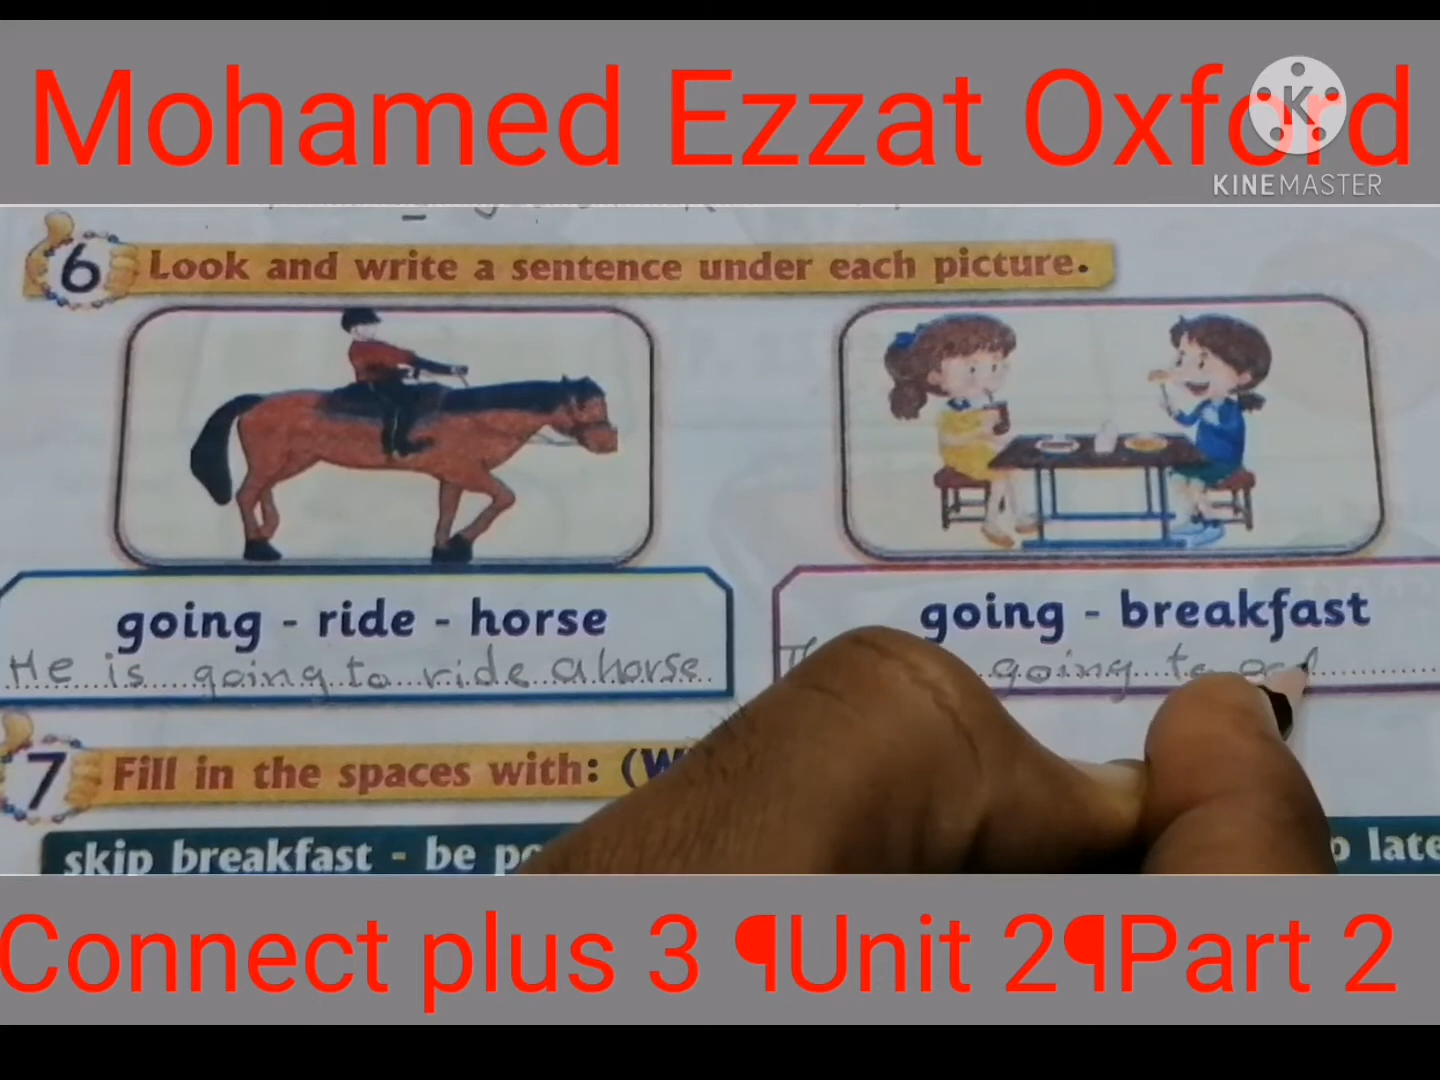 Mohamed Ezzat Oxford
KINEMASTER
6 Look and write a sentence under each picture.
going - ride - horse
He is going to ride a horse
going - breakfast
going to
7 Fill in the spaces with:
skip breakfast - be
late
Connect plus 3 ¶Unit 2¶Part 2